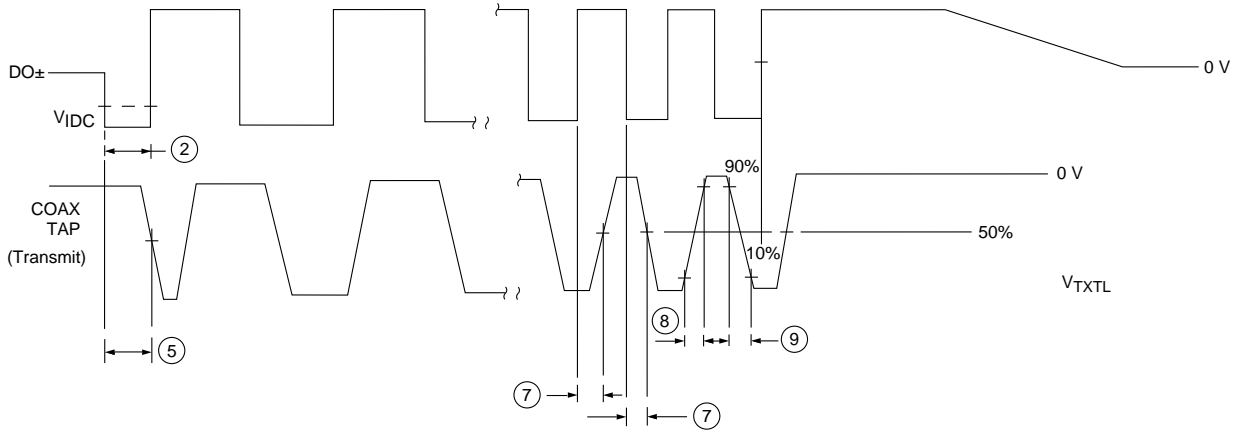 DO±
0 V
VIDC
2
90%
0 V
COAX
TAP
(Transmit)
50%
10%
VTXTL
8
9
5
7
7